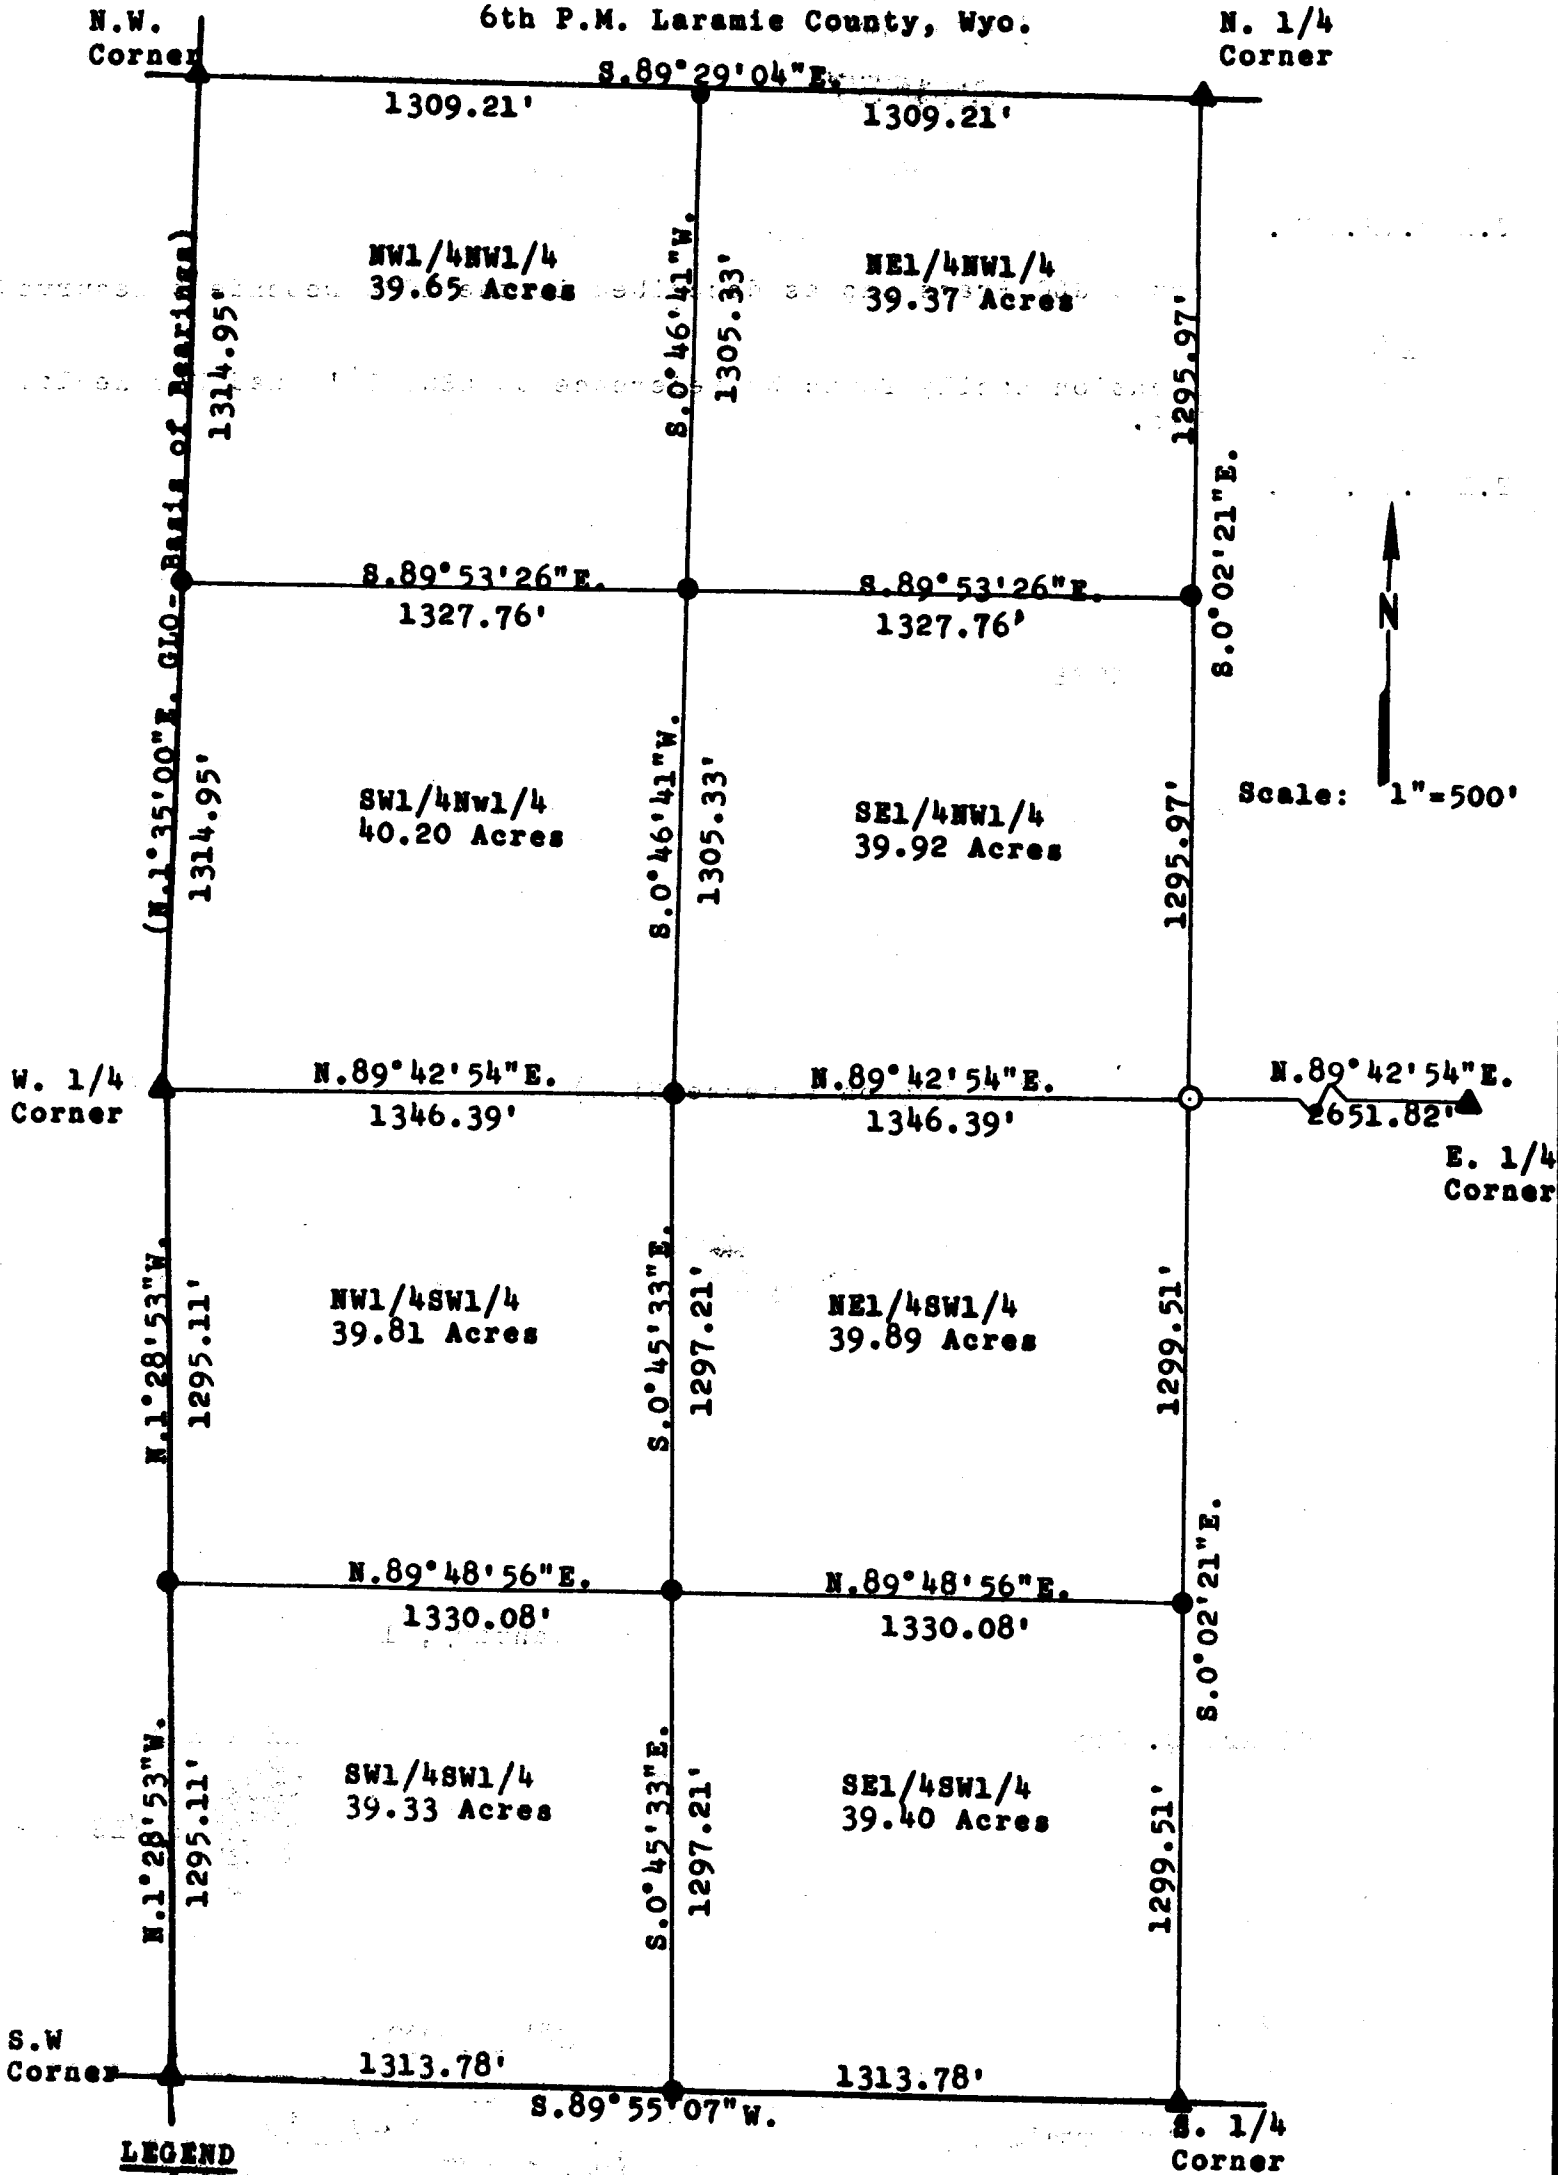 6th P.M. Laramie County, Wyo.
N.W.
Corner
N. 1/4
Corner
S.89°29'04"E.
1309.21'
1309.21'
(N.1°35'00"E. GLO-Basis of Bearings)
1314.95'
NW1/4NW1/4
39.65 Acres
S.0°46'41"W.
1305.33'
NE1/4NW1/4
39.37 Acres
1295.97'
S.0°02'21"E.
S.89°53'26"E.
1327.76'
S.89°53'26"E.
1327.76'
N
Scale: 1"=500'
1314.95'
SW1/4Nw1/4
40.20 Acres
S.0°46'41"W.
1305.33'
SE1/4NW1/4
39.92 Acres
1295.97'
W. 1/4
Corner
N.89°42'54"E.
1346.39'
N.89°42'54"E.
1346.39'
N.89°42'54"E.
2651.82'
E. 1/4
Corner
N.1°28'53"W.
1295.11'
NW1/4SW1/4
39.81 Acres
S.0°45'33"E.
1297.21'
NE1/4SW1/4
39.89 Acres
1299.51'
S.0°02'21"E.
N.89°48'56"E.
1330.08'
N.89°48'56"E.
1330.08'
N.1°28'53"W.
1295.11'
SW1/4SW1/4
39.33 Acres
S.0°45'33"E.
1297.21'
SE1/4SW1/4
39.40 Acres
1299.51'
S.W
Corner
1313.78'
1313.78'
S.89°55'07"W.
S. 1/4
Corner
LEGEND